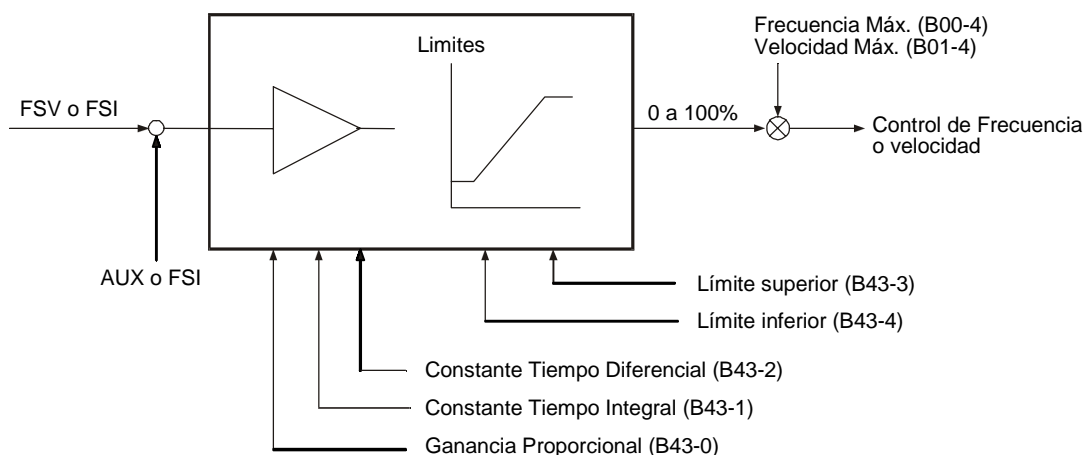 Frecuencia Máx. (B00-4)
Velocidad Máx. (B01-4)
Limites
FSV o FSI
0 a 100%
Control de Frecuencia
o velocidad
AUX o FSI
Límite superior (B43-3)
Límite inferior (B43-4)
Constante Tiempo Diferencial (B43-2)
Constante Tiempo Integral (B43-1)
Ganancia Proporcional (B43-0)